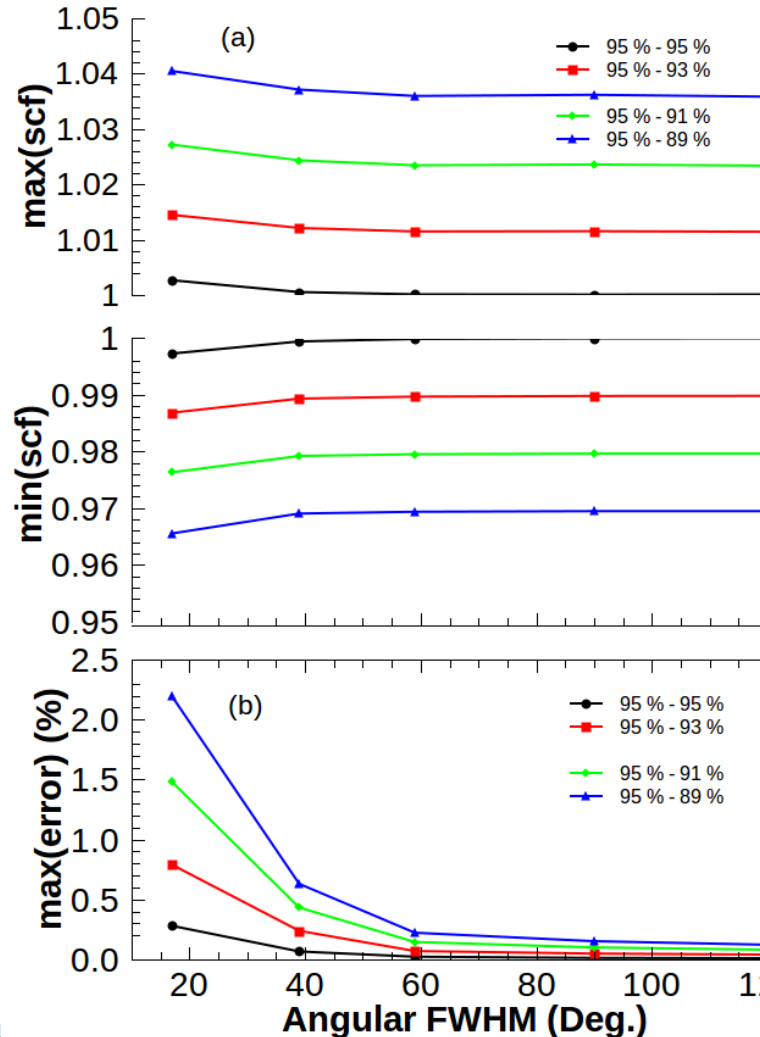 1.05
(a)
95 % - 95 %
95 % - 93 %
95 % - 91 %
95 % - 89 %
1.04
1.03
1.02
1.01
1
max(scf)
1
0.99
0.98
0.97
0.96
0.95
min(scf)
2.5
(b)
95 % - 95 %
95 % - 93 %
95 % - 91 %
95 % - 89 %
2.0
1.5
1.0
0.5
0.0
max(error) (%)
20 40 60 80 100
Angular FWHM (Deg.)